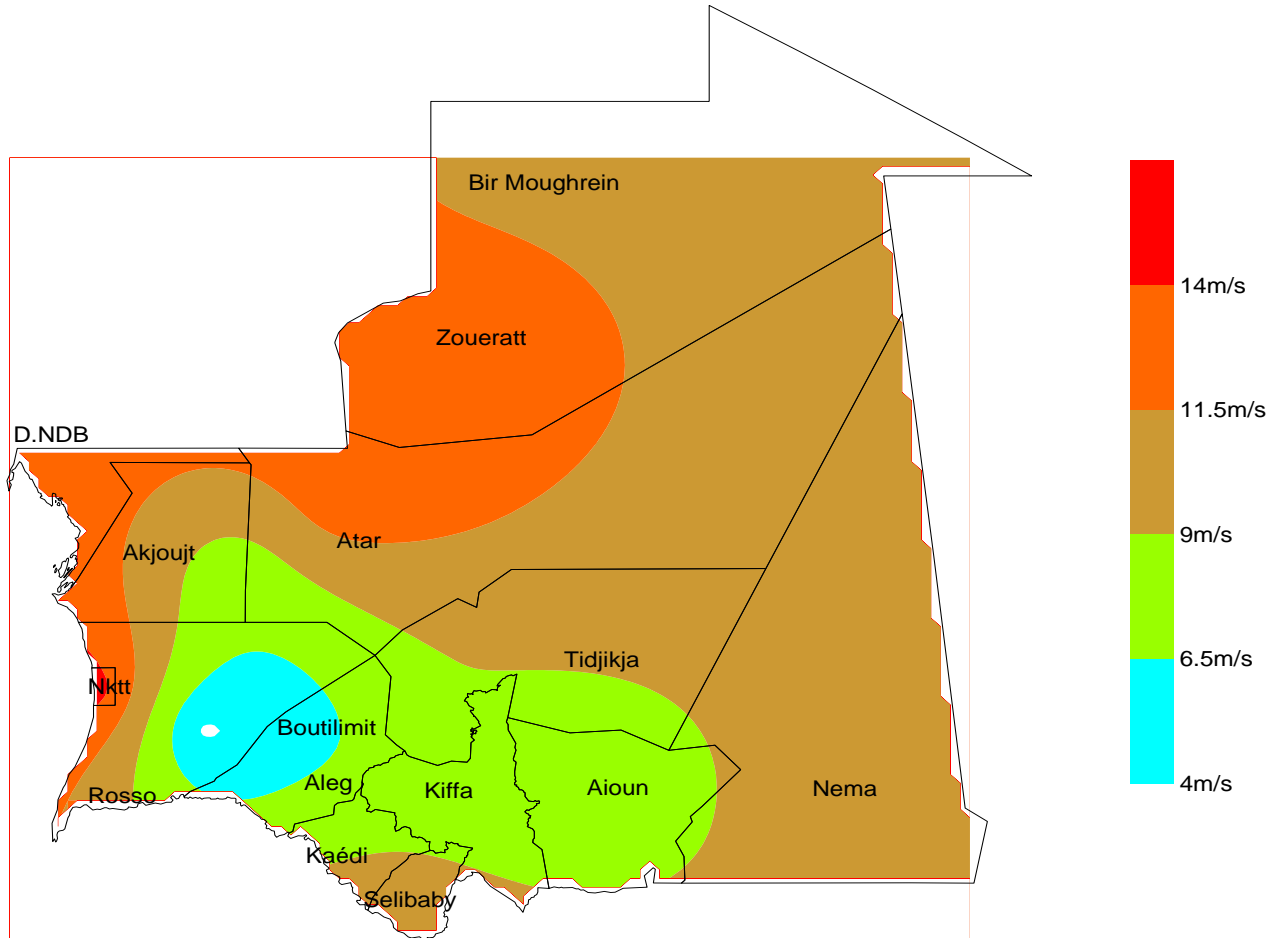 Bir Moughrein
14m/s
Zoueratt
11.5m/s
D.NDB
9m/s
Atar
Akjoujt
Tidjikja
6.5m/s
Nktt
Boutilimit
Aleg
4m/s
Kiffa
Aioun
Nema
Rosso
Kaédi
Selibaby